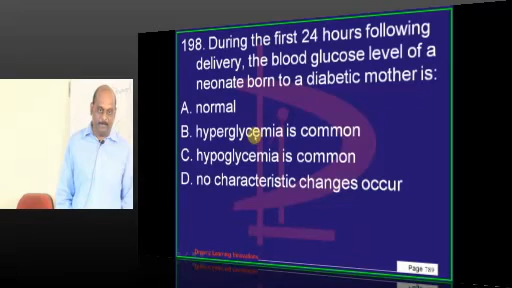 198. During the first 24 hours following
delivery, the blood glucose level of a
neonate born to a diabetic mother is:
A. normal
B. hyperglycemia is common
C. hypoglycemia is common
D. no characteristic changes occur
Page 789